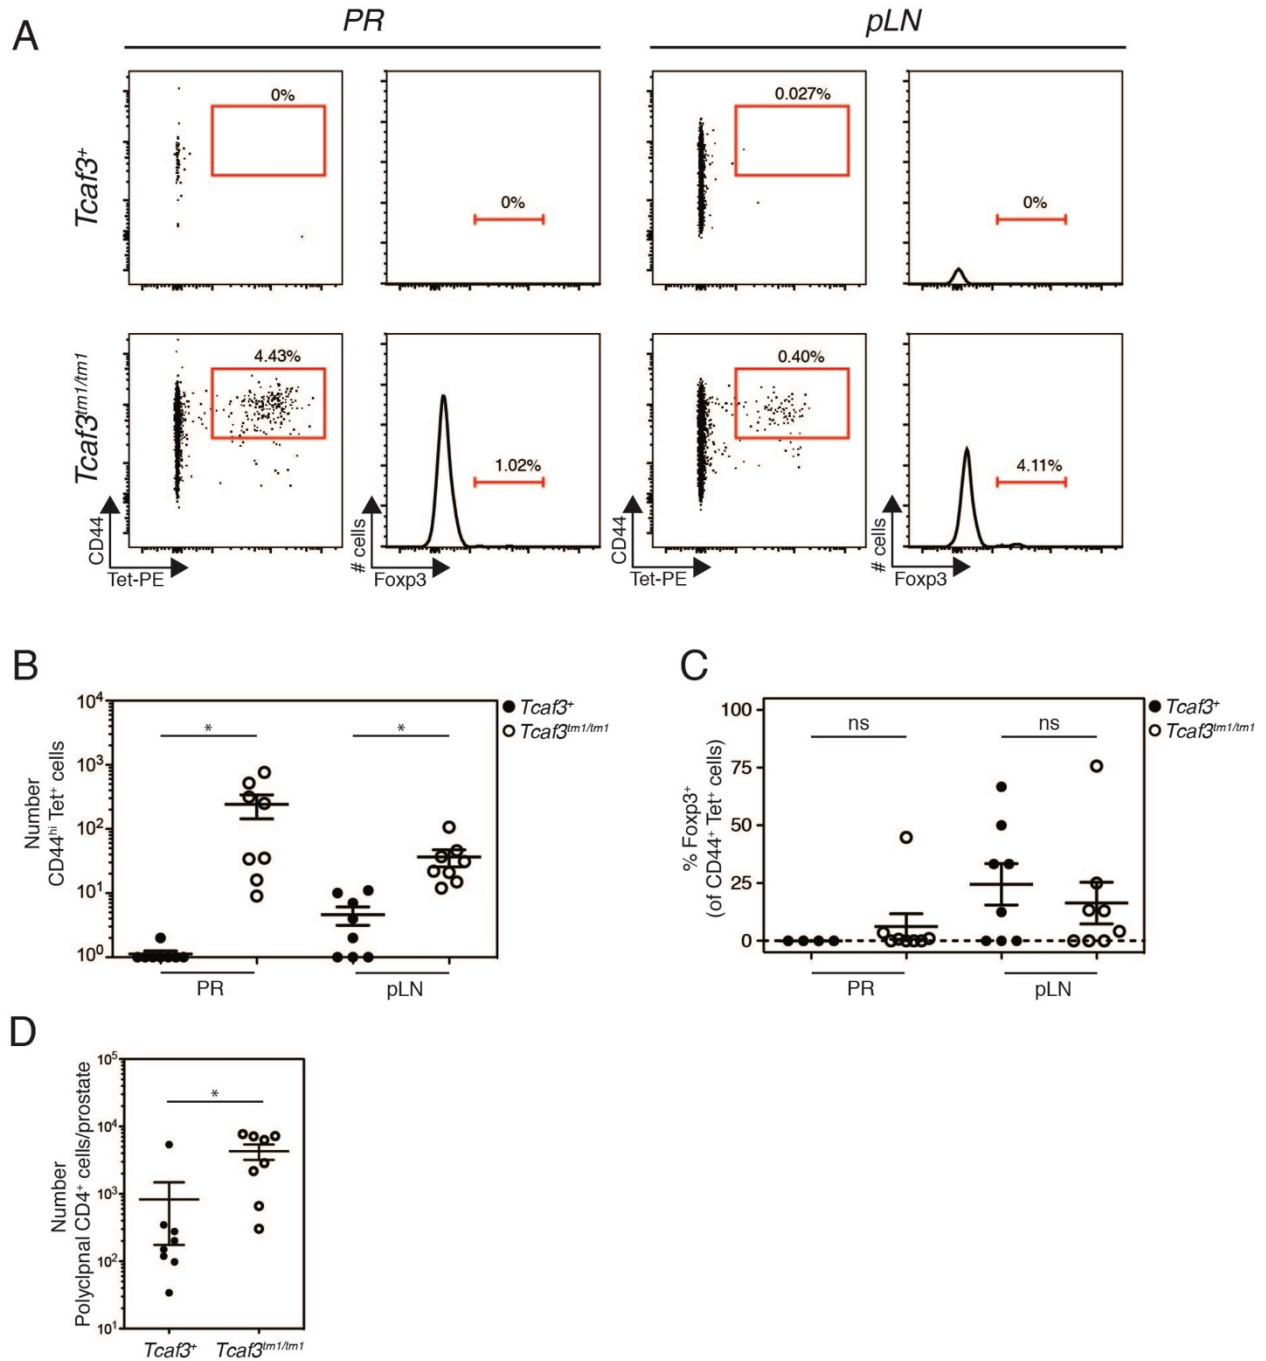 A
PR
pLN
Tcaf3+
0%
0%
0.027%
0%
Tcaf3tm1/tm1
4.43%
1.02%
0.40%
4.11%
CD44
Tet-PE
# cells
Foxp3
CD44
Tet-PE
# cells
Foxp3
B
Number
CD44hi Tet+ cells
10^4
10^3
10^2
10^1
10^0
*
*
PR
pLN
Tcaf3+
Tcaf3tm1/tm1
C
% Foxp3+
(of CD44+ Tet+ cells)
100
75
50
25
0
ns
ns
PR
pLN
Tcaf3+
Tcaf3tm1/tm1
D
Number
Polyclpnal CD4+ cells/prostate
10^5
10^4
10^3
10^2
10^1
*
Tcaf3+
Tcaf3tm1/tm1